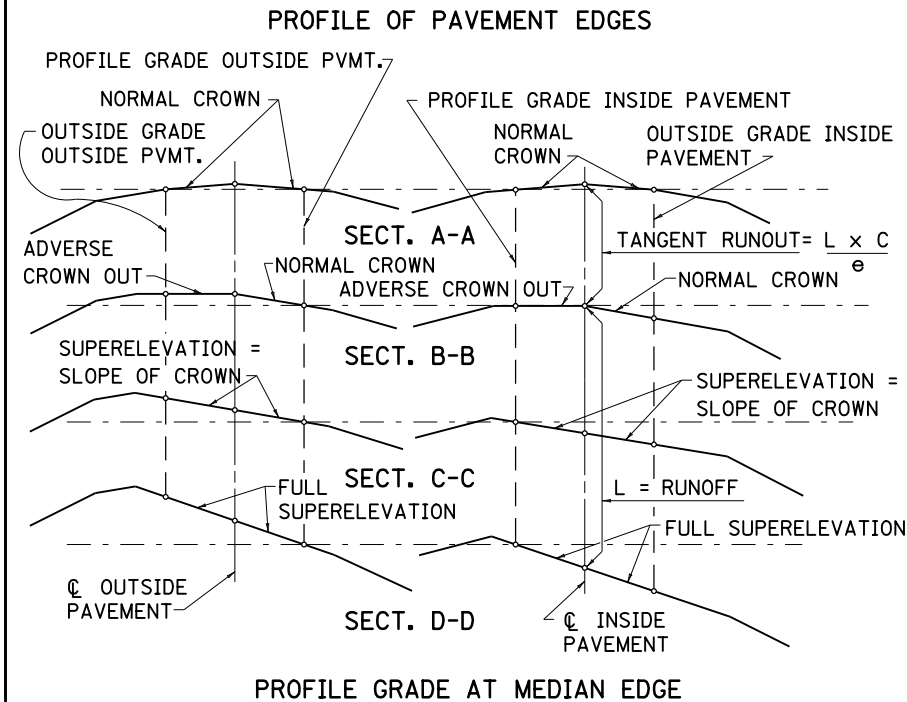 PROFILE OF PAVEMENT EDGES
PROFILE GRADE OUTSIDE PVMT.
NORMAL CROWN
PROFILE GRADE INSIDE PAVEMENT
OUTSIDE GRADE
OUTSIDE PVMT.
NORMAL
CROWN
OUTSIDE GRADE INSIDE
PAVEMENT
SECT. A-A
TANGENT RUNOUT= L x C
e
ADVERSE
CROWN OUT
NORMAL CROWN
ADVERSE CROWN OUT
NORMAL CROWN
SECT. B-B
SUPERELEVATION =
SLOPE OF CROWN
SUPERELEVATION =
SLOPE OF CROWN
SECT. C-C
FULL
SUPERELEVATION
L = RUNOFF
FULL SUPERELEVATION
℄ OUTSIDE
PAVEMENT
SECT. D-D
℄ INSIDE
PAVEMENT
PROFILE GRADE AT MEDIAN EDGE